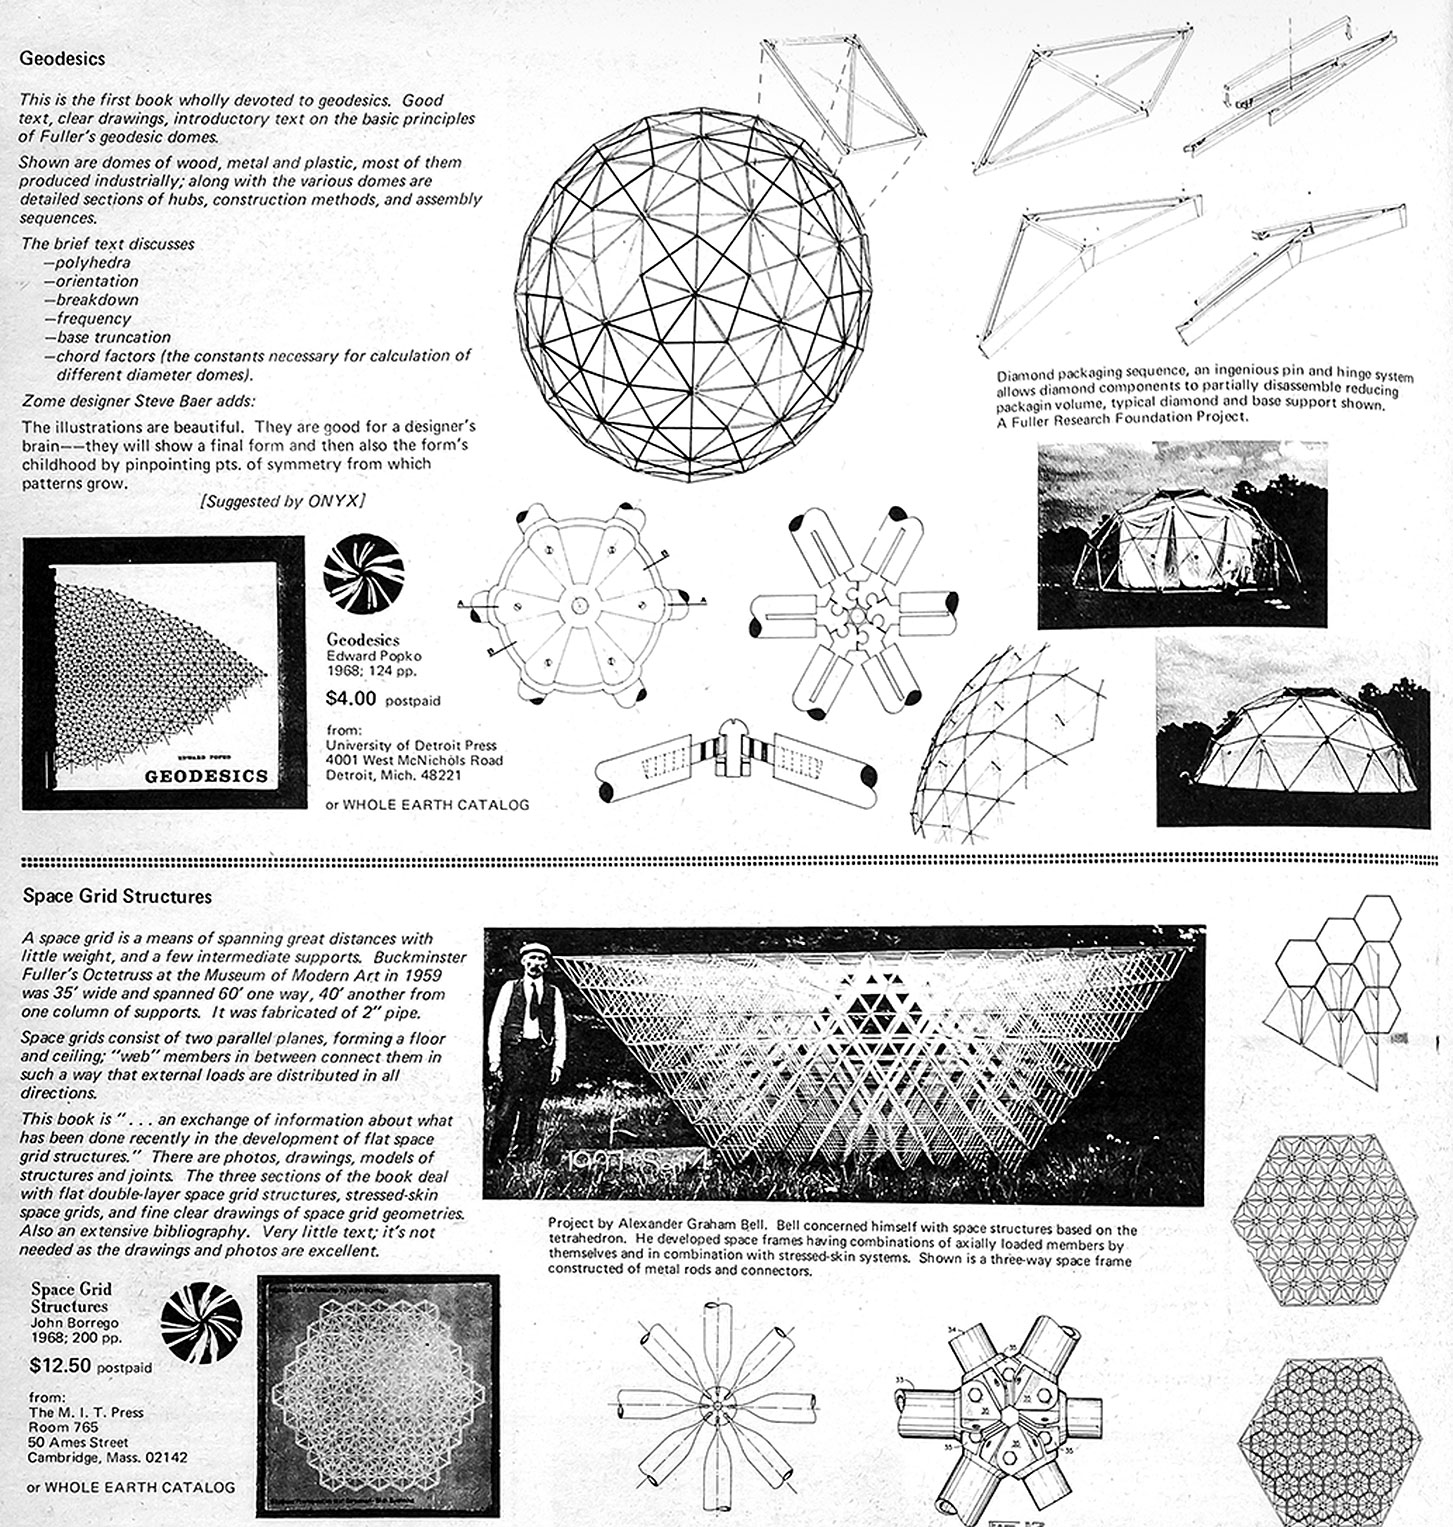 Geodesics
This is the first book wholly devoted to geodesics. Good
text, clear drawings, introductory text on the basic principles
of Fuller's geodesic domes.
Shown are domes of wood, metal and plastic, most of them
produced industrially; along with the various domes are
detailed sections of hubs, construction methods, and assembly
sequences.
The brief text discusses
—polyhedra
—orientation
—breakdown
—frequency
—base truncation
—chord factors (the constants necessary for calculation of
different diameter domes).
Zome designer Steve Baer adds:
The illustrations are beautiful. They are good for a designer's
brain——they will show a final form and then also the form's
childhood by pinpointing pts. of symmetry from which
patterns grow.
[Suggested by ONYX]
EDWARD POPKO
GEODESICS
Geodesics
Edward Popko
1968; 124 pp.
$4.00 postpaid
from:
University of Detroit Press
4001 West McNichols Road
Detroit, Mich. 48221
or WHOLE EARTH CATALOG
A
B
A
B
Diamond packaging sequence, an ingenious pin and hinge system
allows diamond components to partially disassemble reducing
packagin volume, typical diamond and base support shown.
A Fuller Research Foundation Project.
Space Grid Structures
A space grid is a means of spanning great distances with
little weight, and a few intermediate supports. Buckminster
Fuller's Octetruss at the Museum of Modern Art in 1959
was 35' wide and spanned 60' one way, 40' another from
one column of supports. It was fabricated of 2" pipe.
Space grids consist of two parallel planes, forming a floor
and ceiling; "web" members in between connect them in
such a way that external loads are distributed in all
directions.
This book is ". . . an exchange of information about what
has been done recently in the development of flat space
grid structures." There are photos, drawings, models of
structures and joints. The three sections of the book deal
with flat double-layer space grid structures, stressed-skin
space grids, and fine clear drawings of space grid geometries.
Also an extensive bibliography. Very little text; it's not
needed as the drawings and photos are excellent.
Space Grid
Structures
John Borrego
1968; 200 pp.
$12.50 postpaid
from:
The M. I. T. Press
Room 765
50 Ames Street
Cambridge, Mass. 02142
or WHOLE EARTH CATALOG
Project by Alexander Graham Bell. Bell concerned himself with space structures based on the
tetrahedron. He developed space frames having combinations of axially loaded members by
themselves and in combination with stressed-skin systems. Shown is a three-way space frame
constructed of metal rods and connectors.
34
35
33
35
35